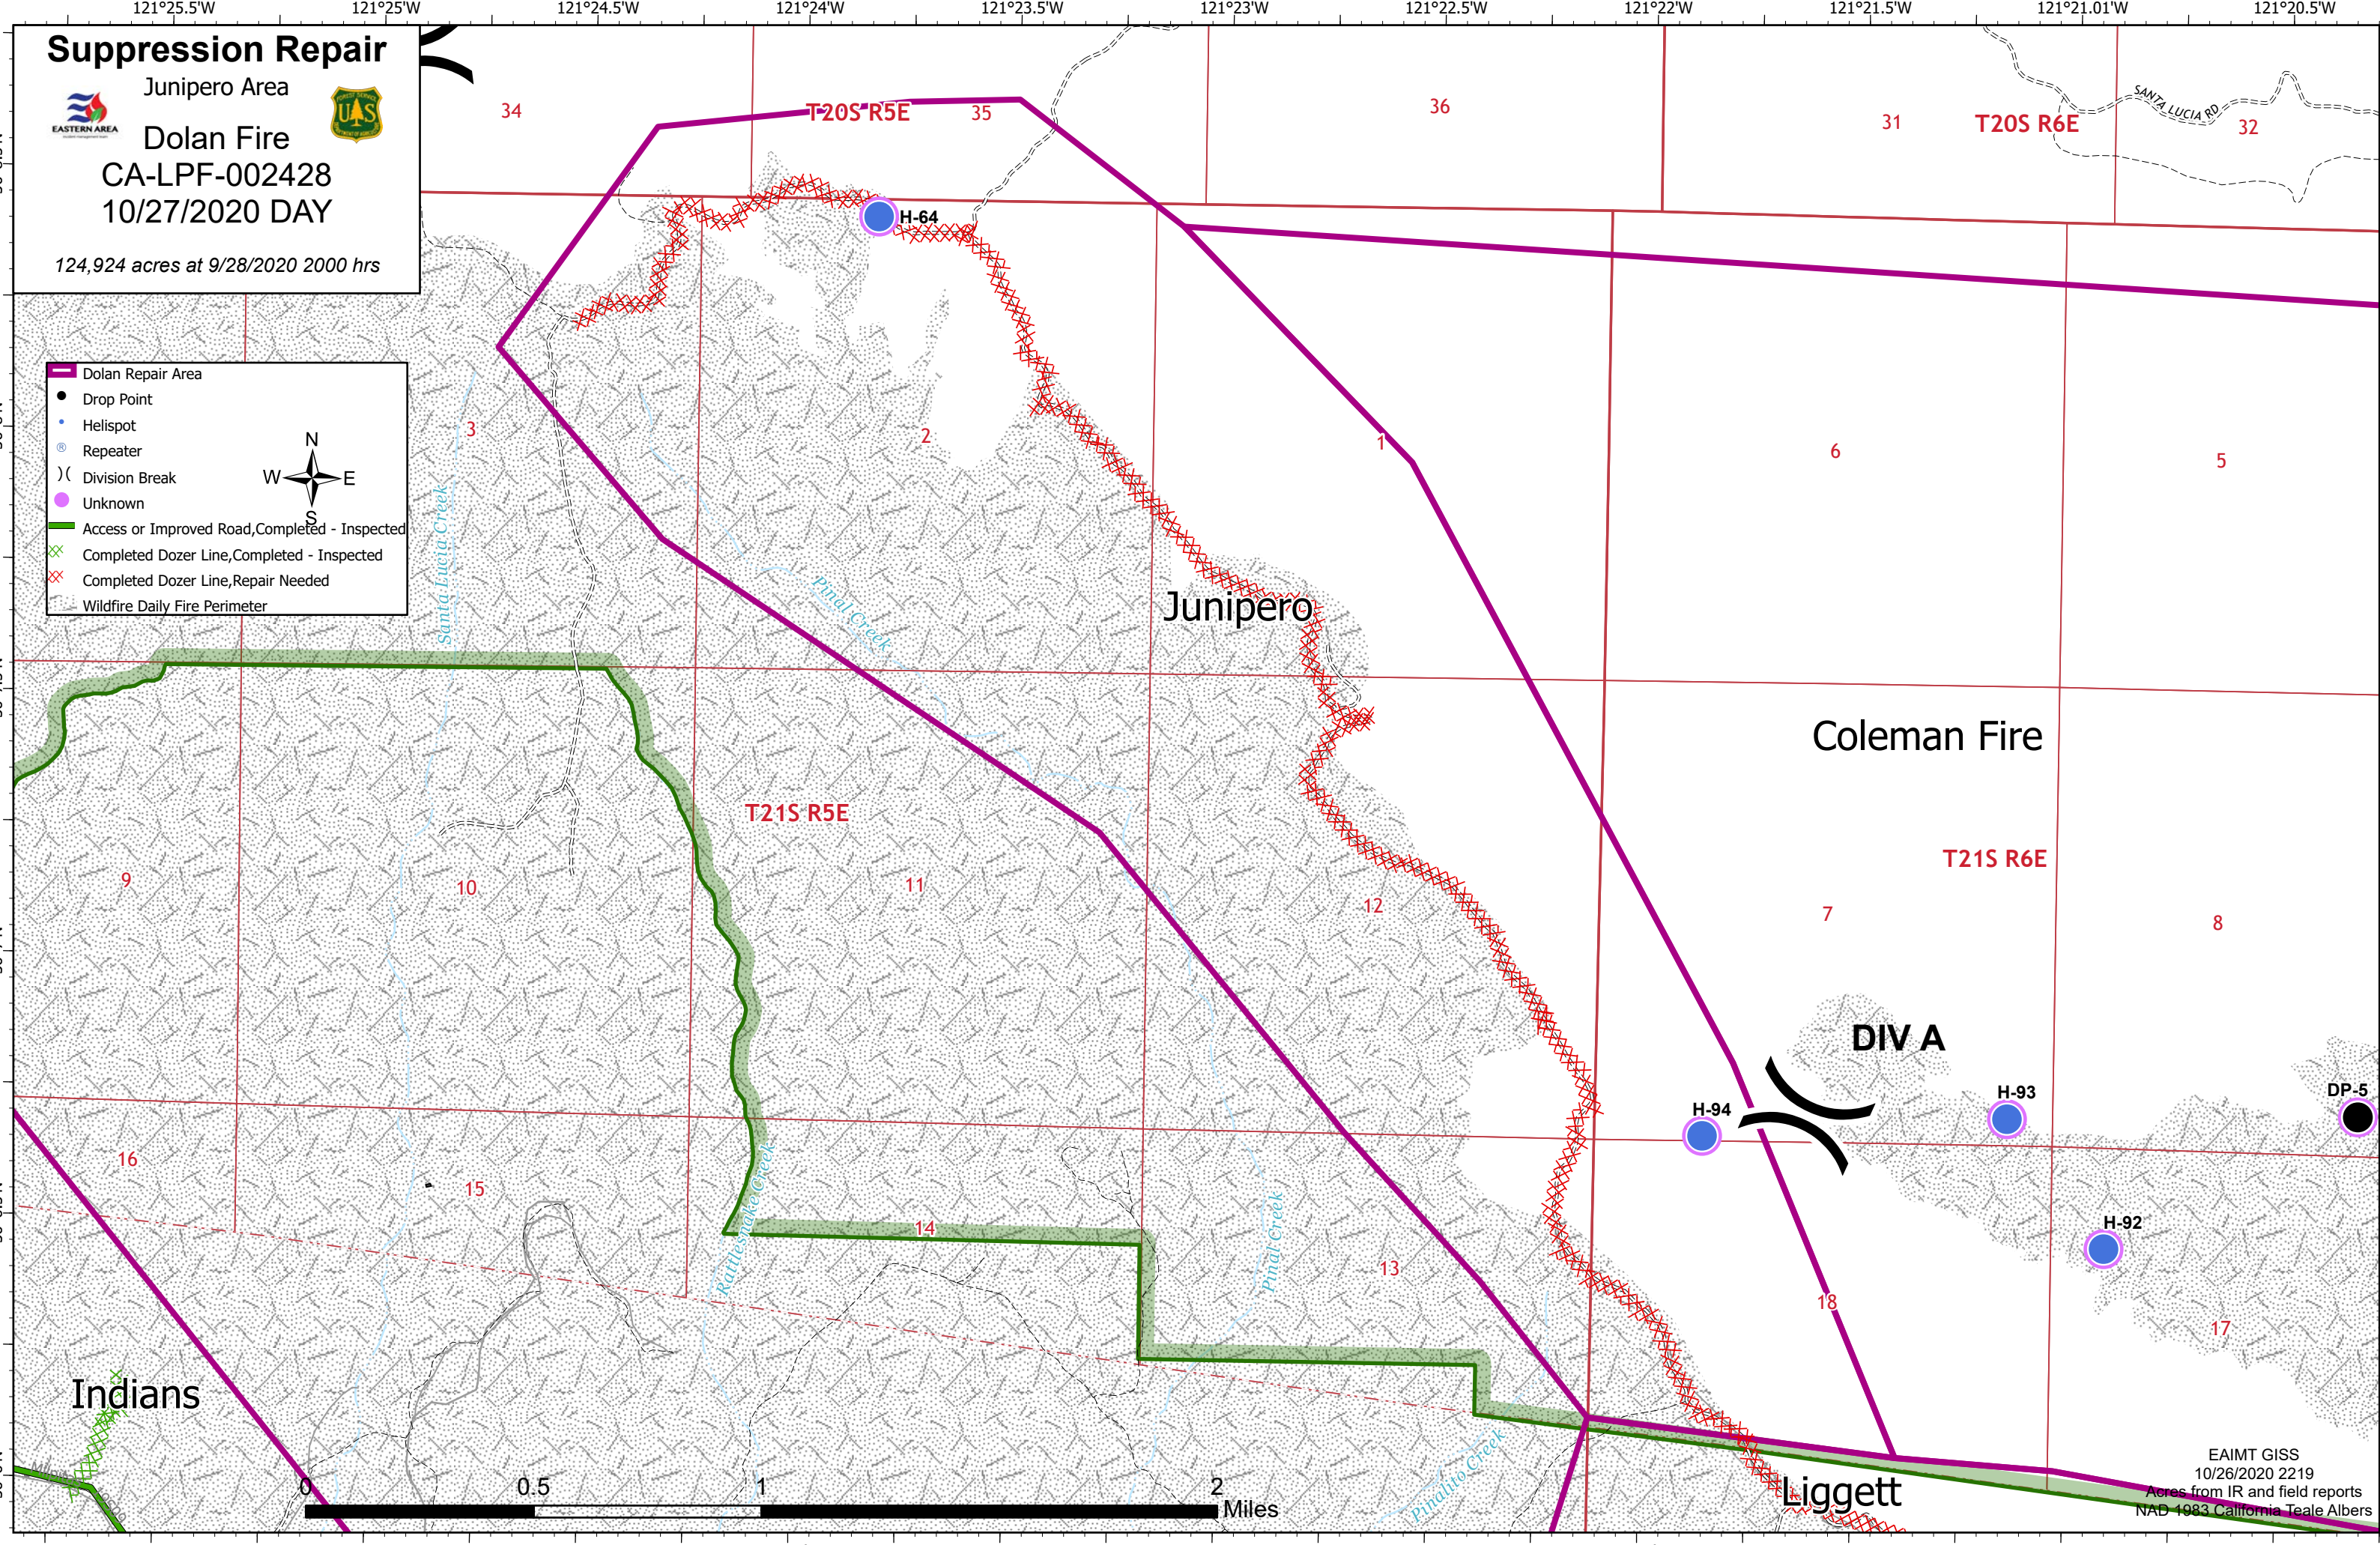 121°25.5'W 121°25'W 121°24.5'W 121°24'W 121°23.5'W 121°23'W 121°22.5'W 121°22'W 121°21.5'W 121°21.01'W 121°20.5'W
Suppression Repair
Junipero Area
EASTERN AREA
FOREST SERVICE
UAS
DEPARTMENT OF AGRICULTURE
Dolan Fire
CA-LPF-002428
10/27/2020 DAY
124,924 acres at 9/28/2020 2000 hrs
34
T20S R5E
35
36
31
T20S R6E
SANTA LUCIA RD
32
H-64
Dolan Repair Area
Drop Point
Helispot
Repeater
Division Break
Unknown
Access or Improved Road,Completed - Inspected
Completed Dozer Line,Completed - Inspected
Completed Dozer Line,Repair Needed
Wildfire Daily Fire Perimeter
N
W E
S
3
2
1
6
5
Santa Lucia Creek
Pinal Creek
Junipero
Coleman Fire
T21S R5E
T21S R6E
9
10
11
12
7
8
DIV A
H-94
H-93
DP-5
16
15
14
13
18
17
H-92
Rattlesnake Creek
Pinal Creek
Indians
Pinalito Creek
Liggett
0 0.5 1 2
Miles
EAIMT GISS
10/26/2020 2219
Acres from IR and field reports
NAD 1983 California Teale Albers